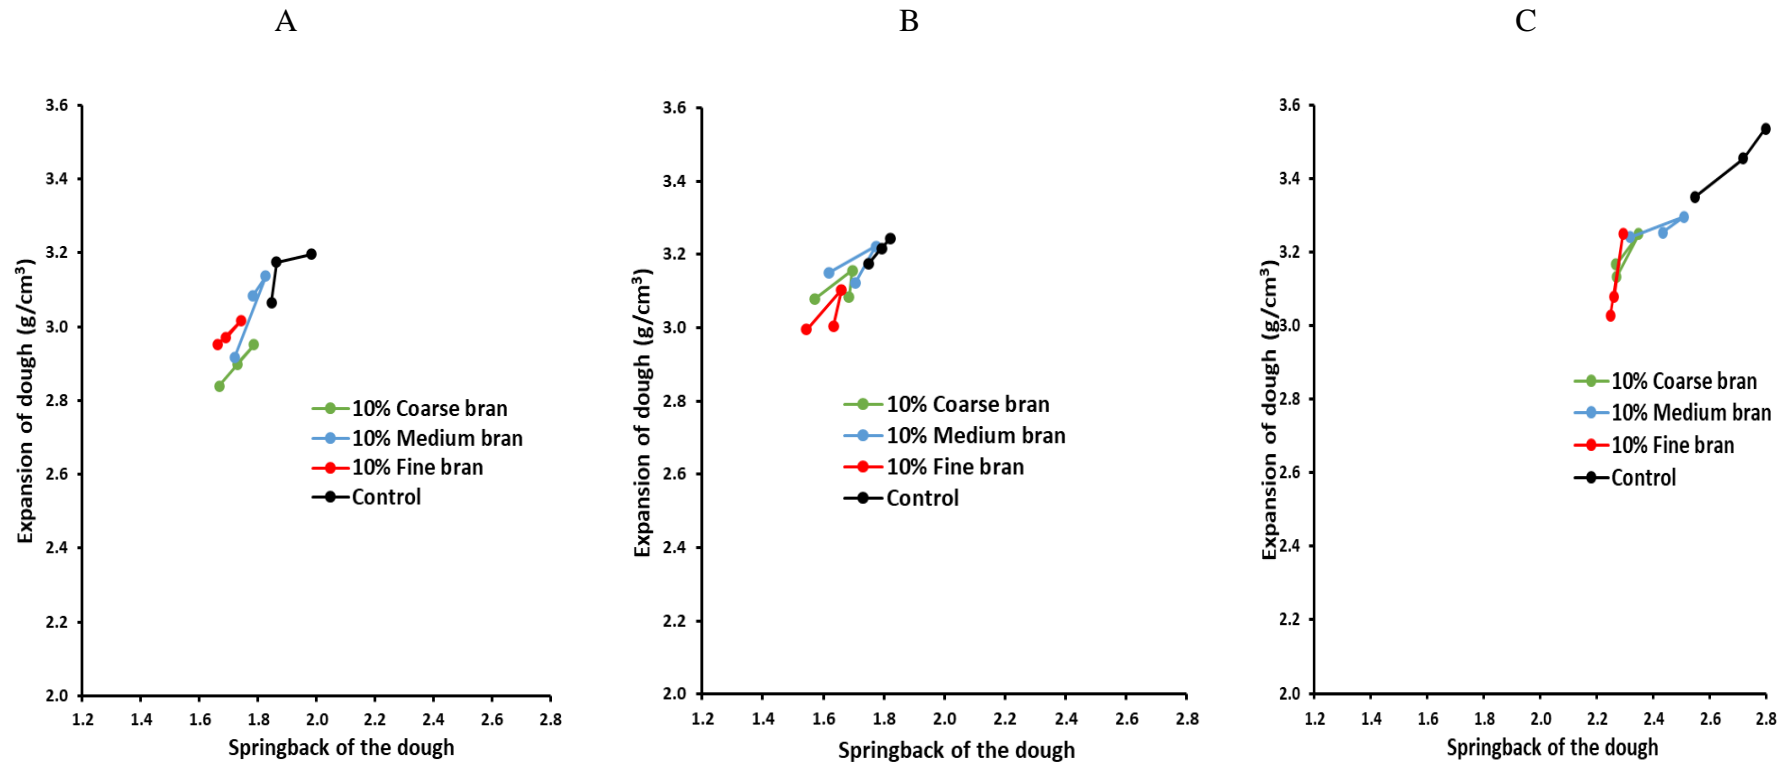 A
B
C
3.6
3.4
3.2
3.0
2.8
2.6
2.4
2.2
2.0
1.2 1.4 1.6 1.8 2.0 2.2 2.4 2.6 2.8
Expansion of dough (g/cm³)
Springback of the dough
10% Coarse bran
10% Medium bran
10% Fine bran
Control
3.6
3.4
3.2
3.0
2.8
2.6
2.4
2.2
2.0
1.2 1.4 1.6 1.8 2.0 2.2 2.4 2.6 2.8
Expansion of dough (g/cm³)
Springback of the dough
10% Coarse bran
10% Medium bran
10% Fine bran
Control
3.6
3.4
3.2
3.0
2.8
2.6
2.4
2.2
2.0
1.2 1.4 1.6 1.8 2.0 2.2 2.4 2.6 2.8
Expansion of dough (g/cm³)
Springback of the dough
10% Coarse bran
10% Medium bran
10% Fine bran
Control